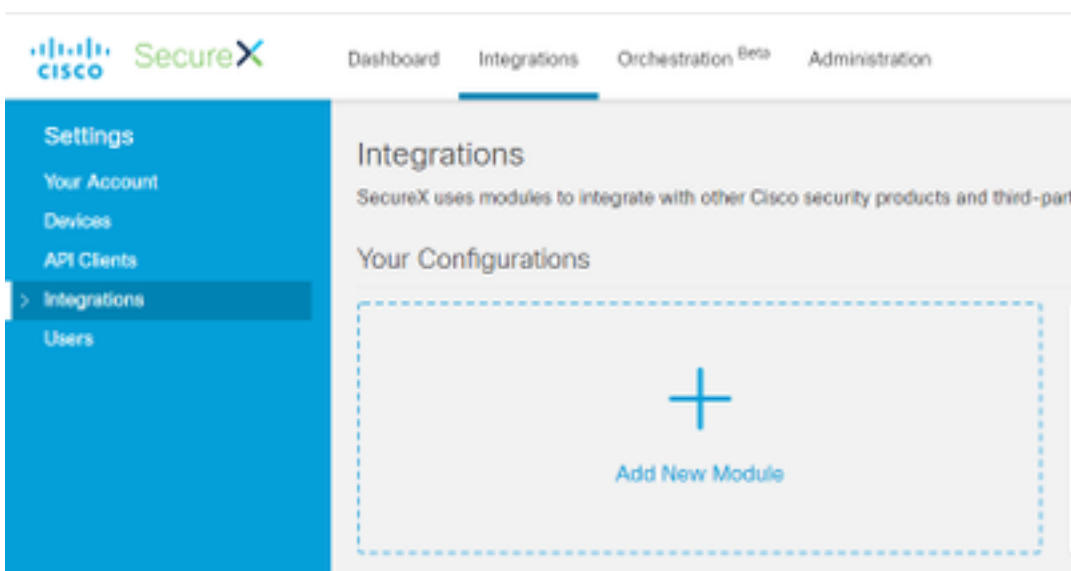 cisco SecureX Dashboard Integrations Orchestration Beta Administration
Settings
Your Account
Devices
API Clients
Integrations
Users
Integrations
SecureX uses modules to integrate with other Cisco security products and third-part
Your Configurations
Add New Module